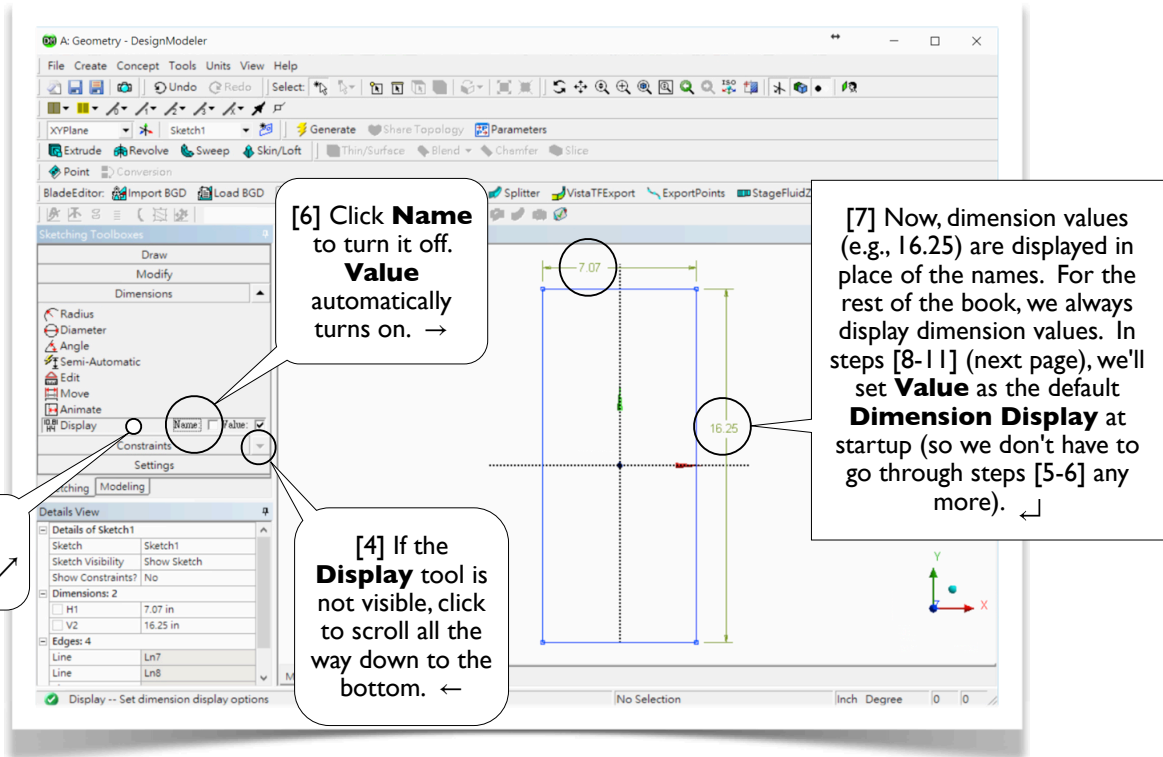 A: Geometry - DesignModeler
File Create Concept Tools Units View Help
Undo Redo Select:
XYPlane Sketch1 Generate Share Topology Parameters
Extrude Revolve Sweep Skin/Loft Thin/Surface Blend Chamfer Slice
Point Conversion
BladeEditor: Import BGD Load BGD Splitter VistaTFExport ExportPoints StageFluidZ
Sketching Toolboxes
Draw
Modify
Dimensions
Radius
Diameter
Angle
Semi-Automatic
Edit
Move
Animate
Display Name: Value:
Constraints
Settings
Modeling
Details View
Details of Sketch1
Sketch Sketch1
Sketch Visibility Show Sketch
Show Constraints? No
Dimensions: 2
H1 7.07 in
V2 16.25 in
Edges: 4
Line Ln7
Line Ln8
Display -- Set dimension display options No Selection Inch Degree 0 0
7.07
16.25
Y
Z
X
[6] Click Name
to turn it off.
Value
automatically
turns on. →
[4] If the
Display tool is
not visible, click
to scroll all the
way down to the
bottom. ←
[7] Now, dimension values
(e.g., 16.25) are displayed in
place of the names. For the
rest of the book, we always
display dimension values. In
steps [8-11] (next page), we'll
set Value as the default
Dimension Display at
startup (so we don't have to
go through steps [5-6] any
more). ↵